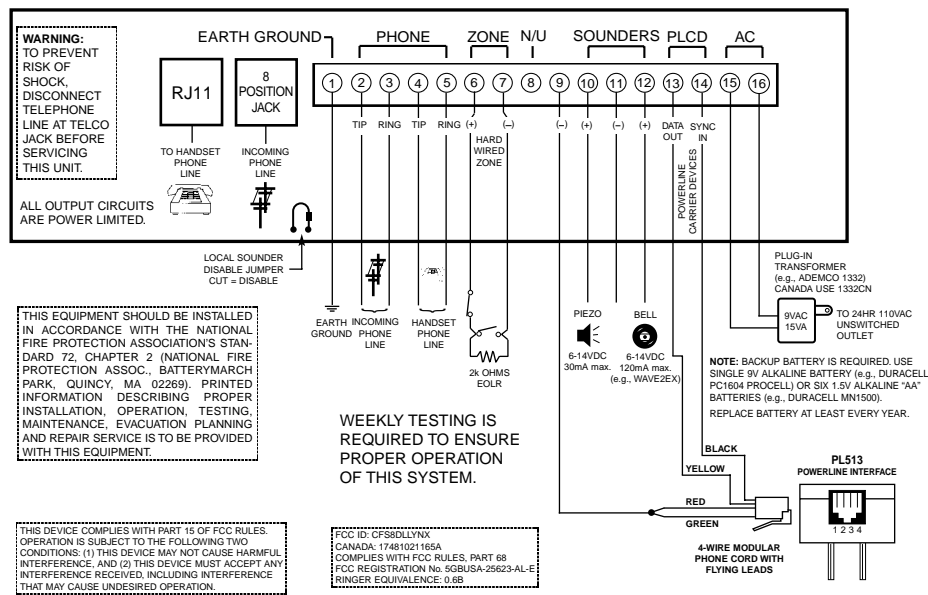 WARNING:
TO PREVENT
RISK OF
SHOCK,
DISCONNECT
TELEPHONE
LINE AT TELCO
JACK BEFORE
SERVICING
THIS UNIT.
RJ11
TO HANDSET
PHONE
LINE
8
POSITION
JACK
INCOMING
PHONE
LINE
ALL OUTPUT CIRCUITS
ARE POWER LIMITED.
LOCAL SOUNDER
DISABLE JUMPER
CUT = DISABLE
EARTH GROUND PHONE ZONE N/U SOUNDERS PLCD AC
1 2 3 4 5 6 7 8 9 10 11 12 13 14 15 16
TIP RING TIP RING (+) (–) (–) (+) (–) (+) DATA OUT SYNC IN
HARD
WIRED
ZONE
POWERLINE
CARRIER DEVICES
EARTH
GROUND
INCOMING
PHONE
LINE
HANDSET
PHONE
LINE
2k OHMS
EOLR
PIEZO
6-14VDC
30mA max.
BELL
6-14VDC
120mA max.
(e.g., WAVE2EX)
PLUG-IN
TRANSFORMER
(e.g., ADEMCO 1332)
CANADA USE 1332CN
9VAC
15VA
TO 24HR 110VAC
UNSWITCHED
OUTLET
NOTE: BACKUP BATTERY IS REQUIRED. USE
SINGLE 9V ALKALINE BATTERY (e.g., DURACELL
PC1604 PROCELL) OR SIX 1.5V ALKALINE “AA”
BATTERIES (e.g., DURACELL MN1500).
REPLACE BATTERY AT LEAST EVERY YEAR.
THIS EQUIPMENT SHOULD BE INSTALLED
IN ACCORDANCE WITH THE NATIONAL
FIRE PROTECTION ASSOCIATION'S STAN-
DARD 72, CHAPTER 2 (NATIONAL FIRE
PROTECTION ASSOC., BATTERYMARCH
PARK, QUINCY, MA 02269). PRINTED
INFORMATION DESCRIBING PROPER
INSTALLATION, OPERATION, TESTING,
MAINTENANCE, EVACUATION PLANNING
AND REPAIR SERVICE IS TO BE PROVIDED
WITH THIS EQUIPMENT.
WEEKLY TESTING IS
REQUIRED TO ENSURE
PROPER OPERATION
OF THIS SYSTEM.
BLACK
YELLOW
RED
GREEN
PL513
POWERLINE INTERFACE
1 2 3 4
4-WIRE MODULAR
PHONE CORD WITH
FLYING LEADS
THIS DEVICE COMPLIES WITH PART 15 OF FCC RULES.
OPERATION IS SUBJECT TO THE FOLLOWING TWO
CONDITIONS: (1) THIS DEVICE MAY NOT CAUSE HARMFUL
INTERFERENCE, AND (2) THIS DEVICE MUST ACCEPT ANY
INTERFERENCE RECEIVED, INCLUDING INTERFERENCE
THAT MAY CAUSE UNDESIRED OPERATION.
FCC ID: CFS8DLLYNX
CANADA: 17481021165A
COMPLIES WITH FCC RULES, PART 68
FCC REGISTRATION No. 5GBUSA-25623-AL-E
RINGER EQUIVALENCE: 0.6B